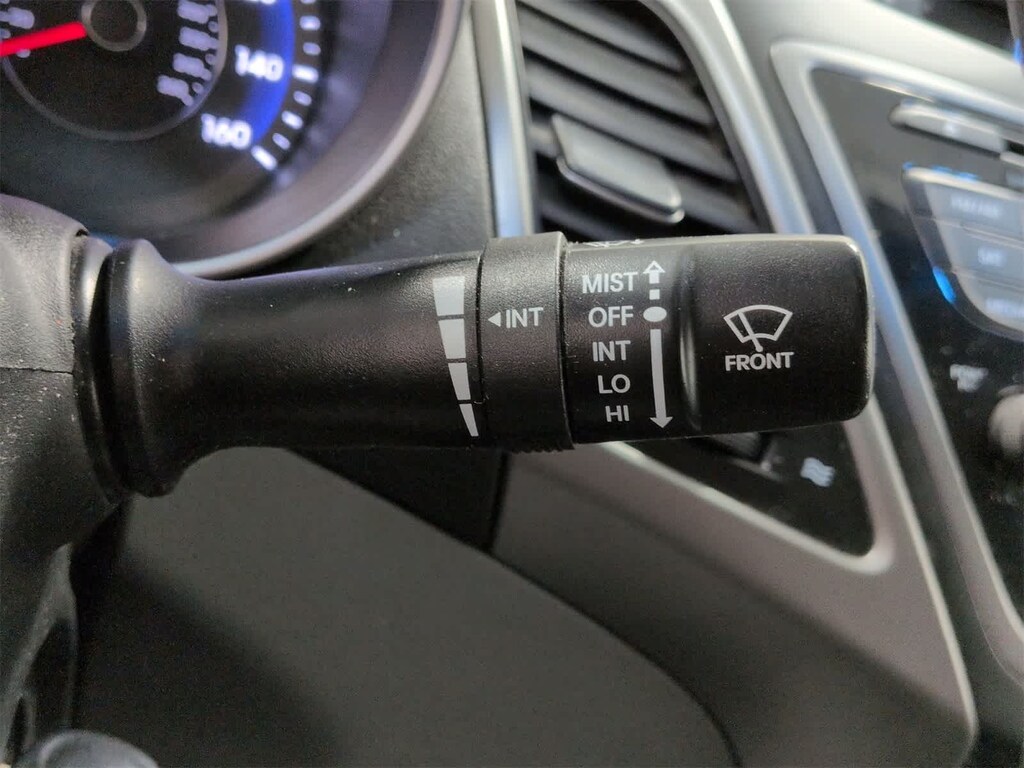 140
160
MIST
OFF
◄INT
INT
LO
HI
FRONT